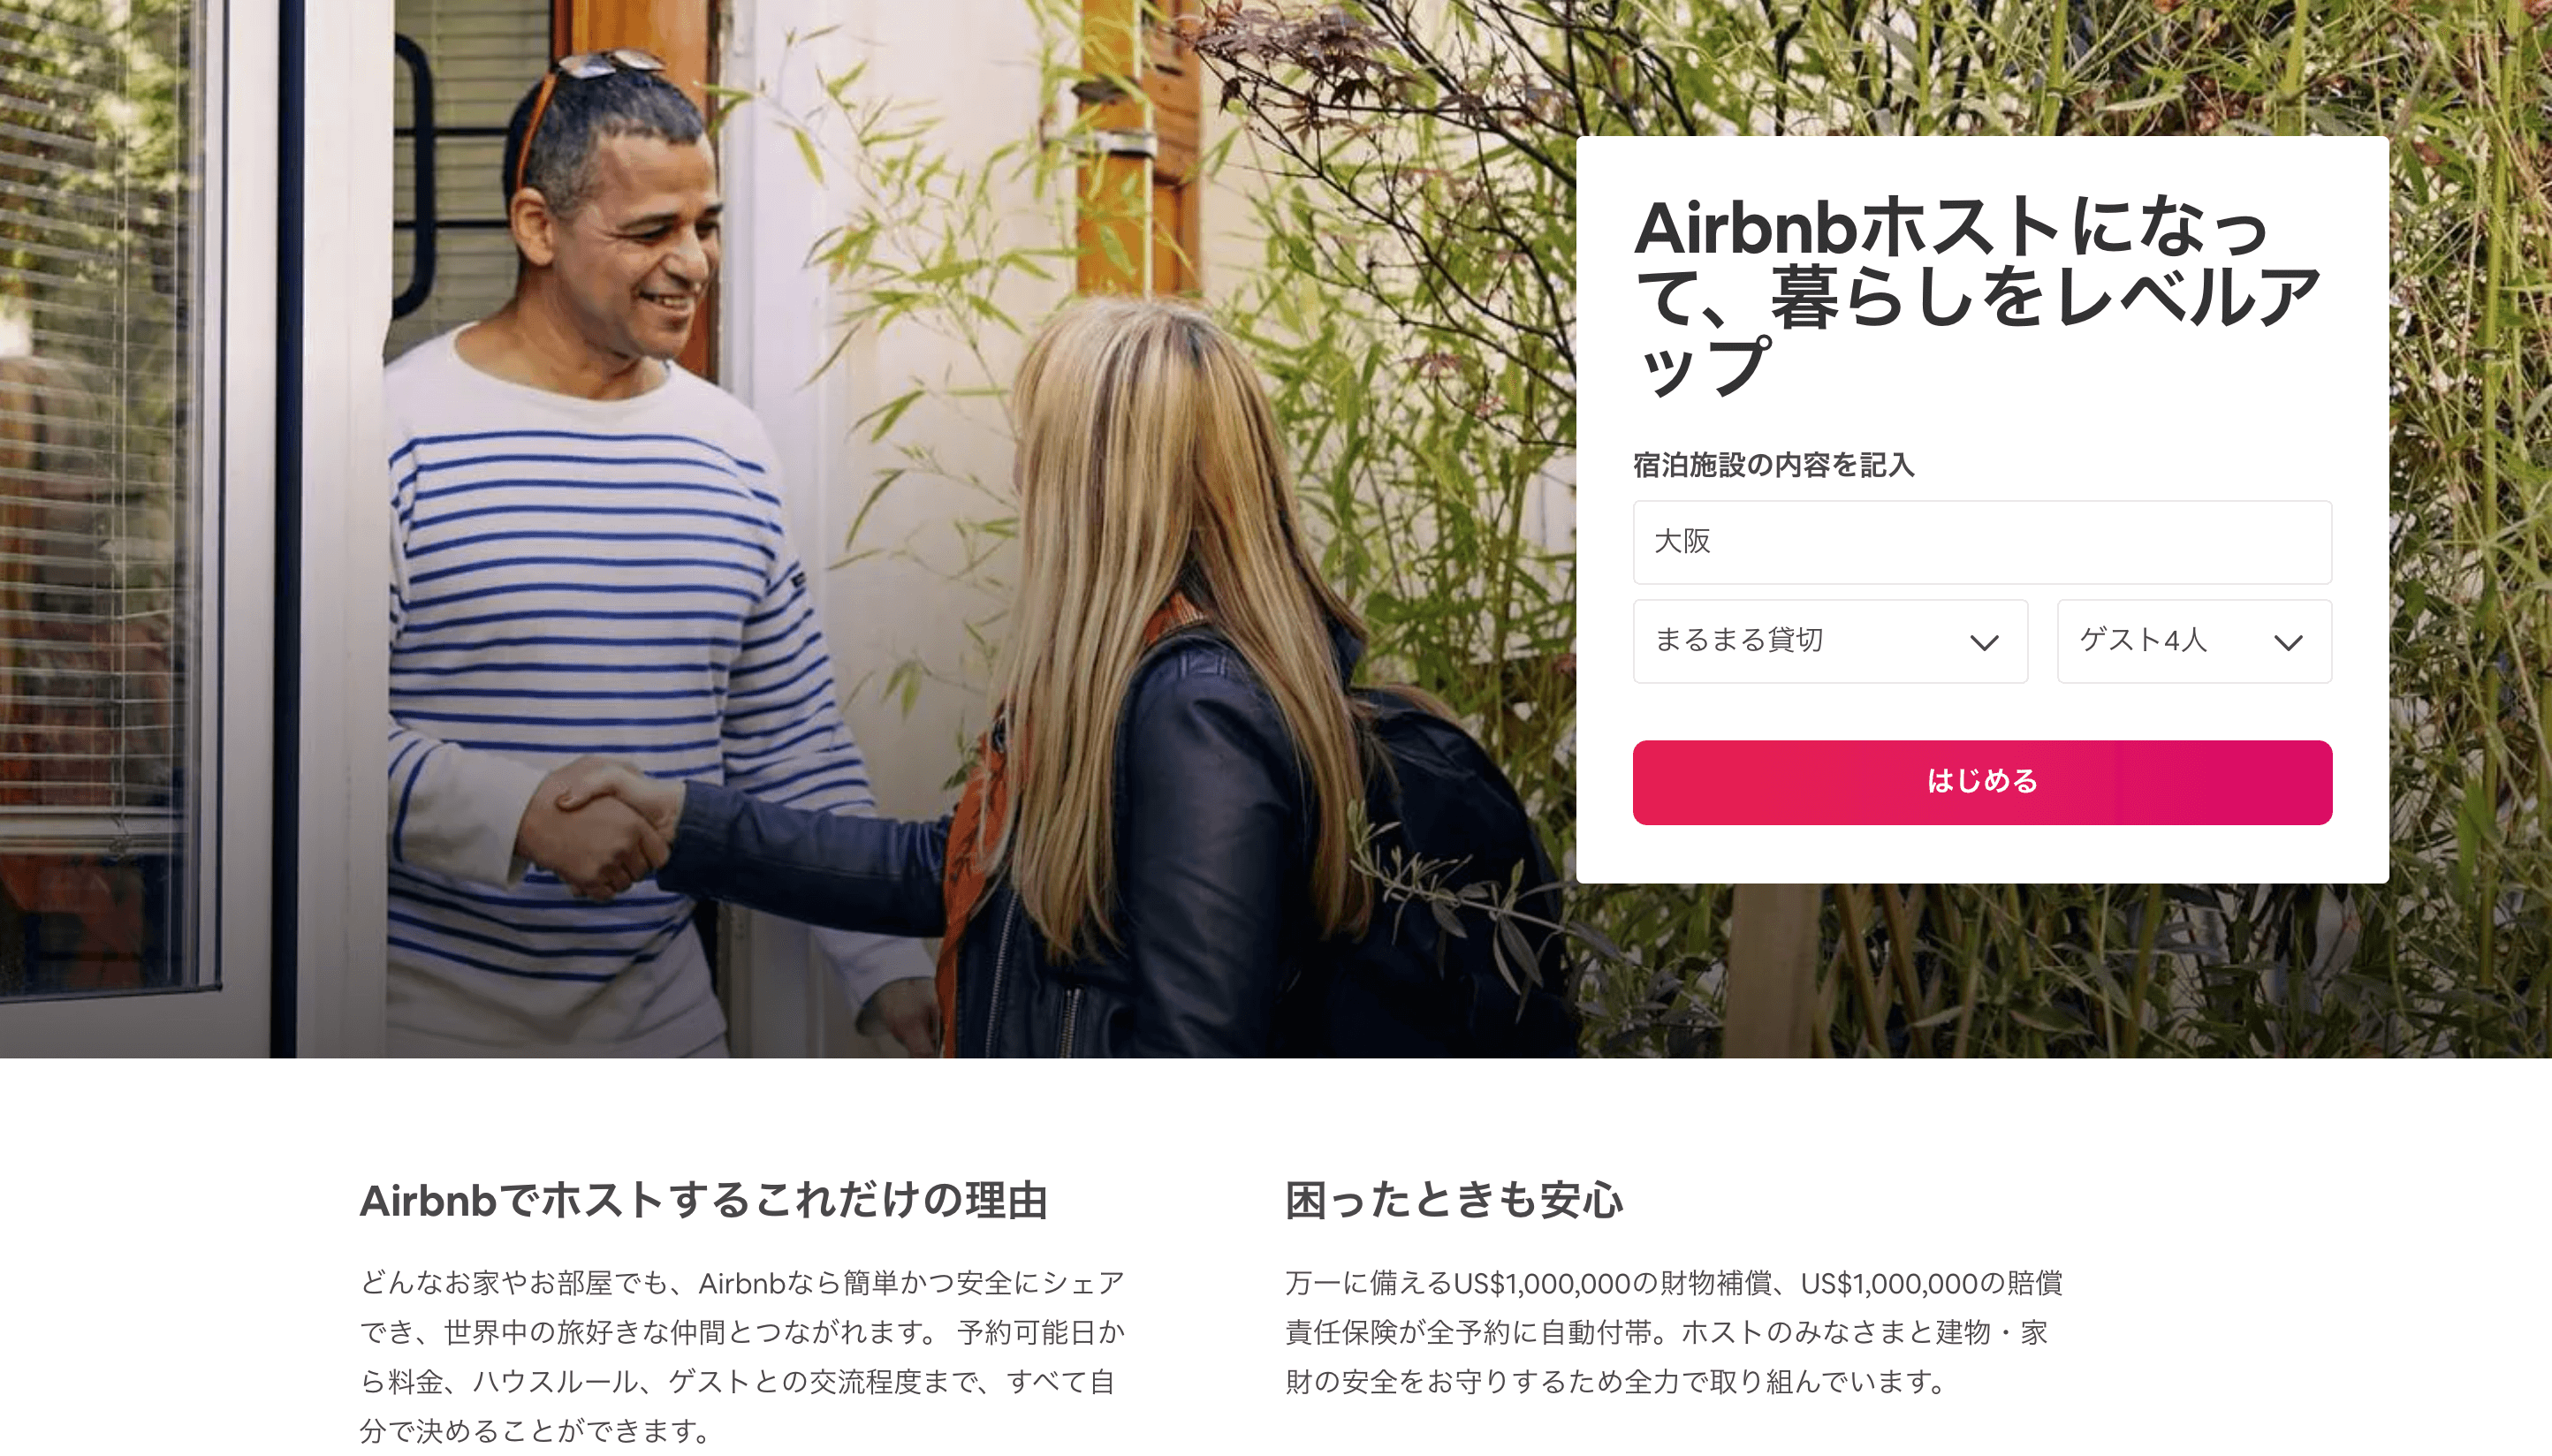 Airbnbホストになっ
て、暮らしをレベルア
ップ
宿泊施設の内容を記入
大阪
まるまる貸切
ゲスト4人
はじめる
Airbnbでホストするこれだけの理由
どんなお家やお部屋でも、Airbnbなら簡単かつ安全にシェア
でき、世界中の旅好きな仲間とつながれます。 予約可能日か
ら料金、ハウスルール、ゲストとの交流程度まで、すべて自
分で決めることができます。
困ったときも安心
万一に備えるUS$1,000,000の財物補償、US$1,000,000の賠償
責任保険が全予約に自動付帯。ホストのみなさまと建物・家
財の安全をお守りするため全力で取り組んでいます。